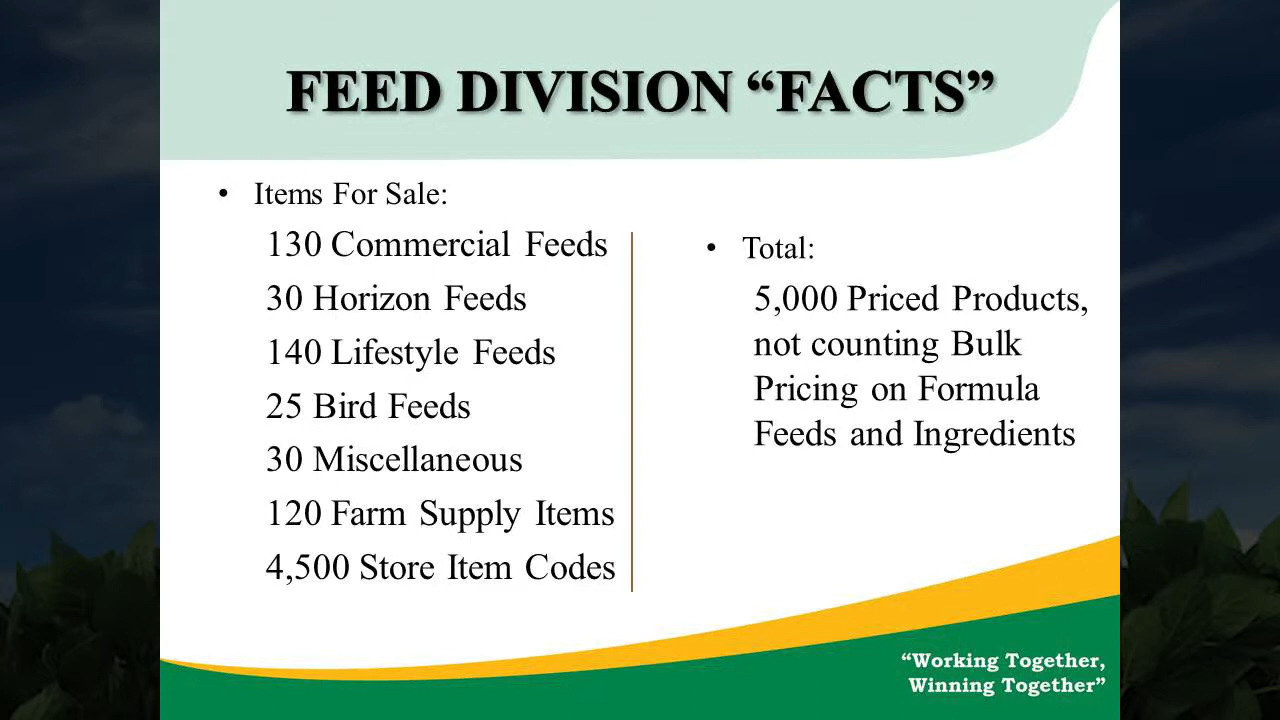 FEED DIVISION “FACTS”
• Items For Sale:
130 Commercial Feeds
30 Horizon Feeds
140 Lifestyle Feeds
25 Bird Feeds
30 Miscellaneous
120 Farm Supply Items
4,500 Store Item Codes
• Total:
5,000 Priced Products,
not counting Bulk
Pricing on Formula
Feeds and Ingredients
“Working Together,
Winning Together”